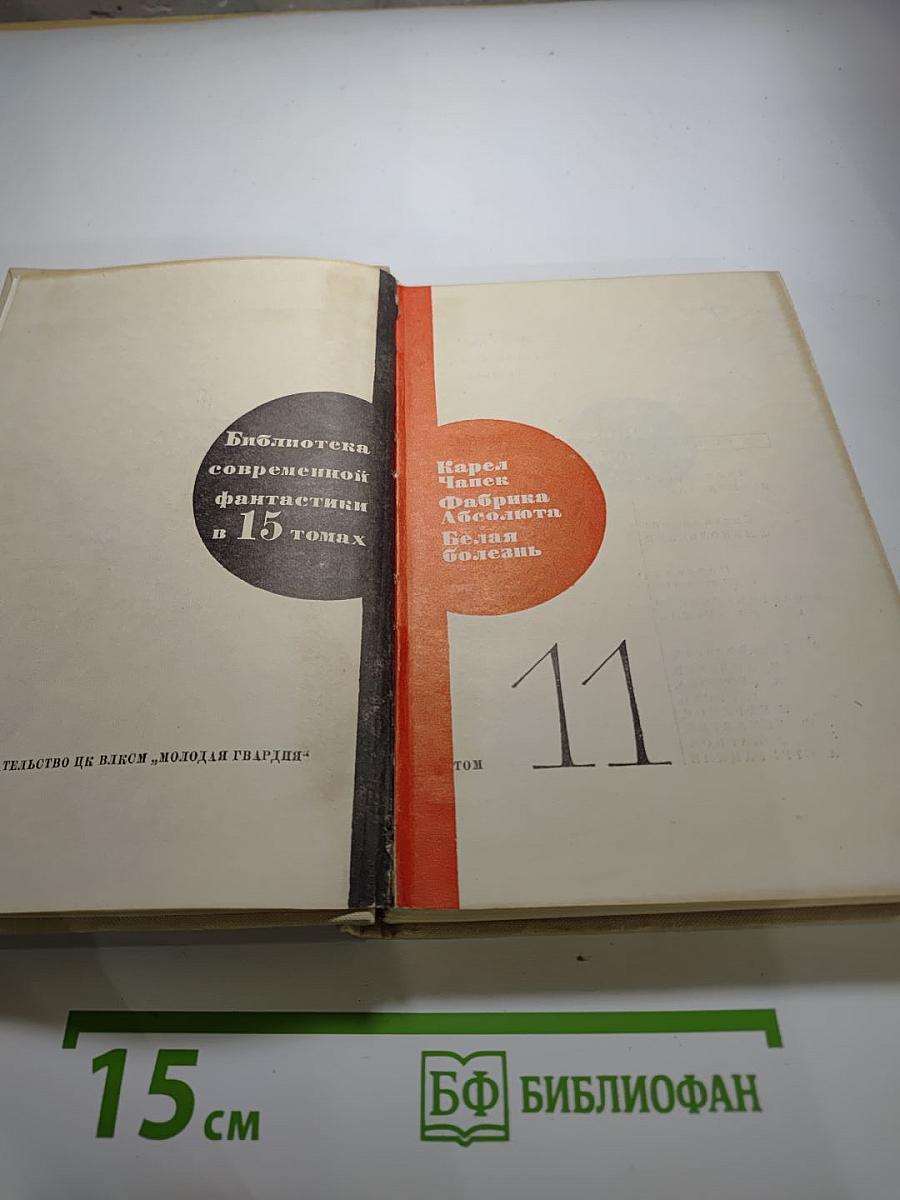 Библиотека
современной
фантастики
в 15 томах
ТЕЛЬСТВО ЦК ВЛКСМ „МОЛОДАЯ ГВАРДИЯ“
Карел
Чапек
Фабрика
Абсолюта
Белая
болезнь
ТОМ 11
15 см
БФ БИБЛИОФАН